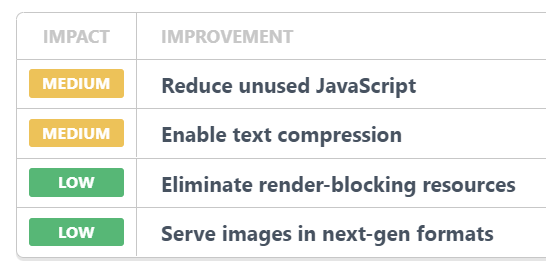 IMPACT IMPROVEMENT
MEDIUM Reduce unused JavaScript
MEDIUM Enable text compression
LOW Eliminate render-blocking resources
LOW Serve images in next-gen formats